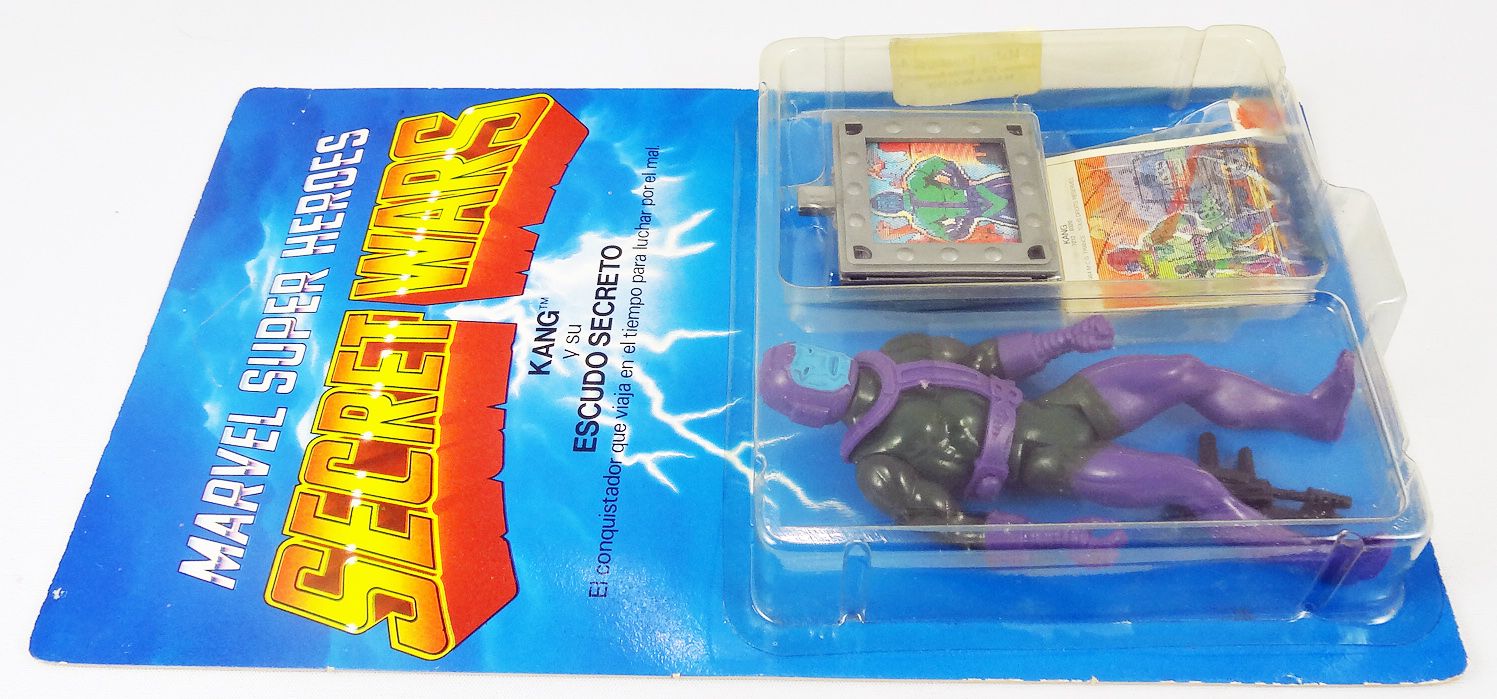 MARVEL SUPER HEROES
SECRET WARS
KANG™
y su
ESCUDO SECRETO
El conquistador que viaja en el tiempo para luchar por el mal.
KANG